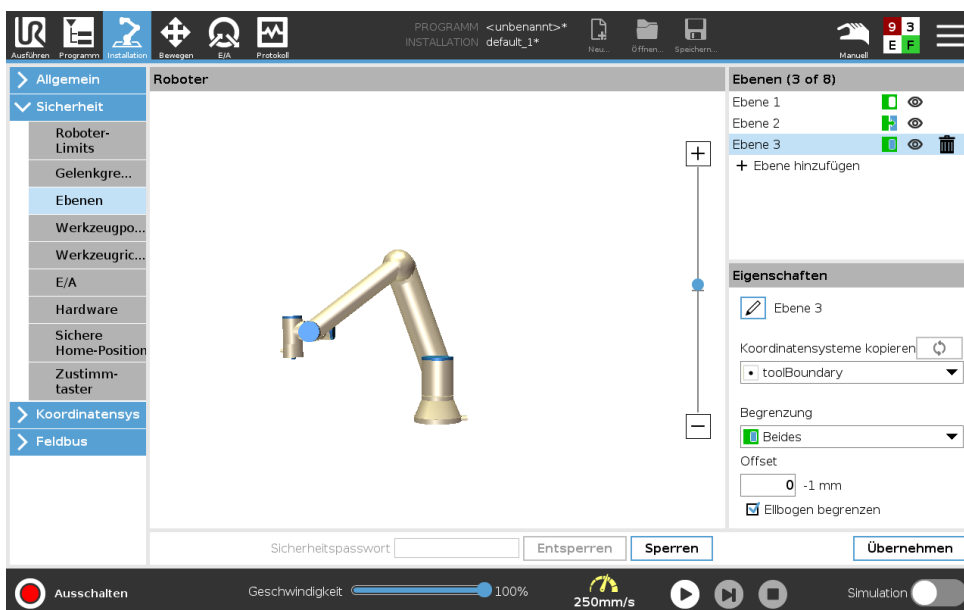 UR
PROGRAMM <unbenannt>*
INSTALLATION default_1*
Ausführen Programm Installation Bewegen E/A Protokoll
Neu... Öffnen... Speichern...
Manuell
9 3
E F
Allgemein
Sicherheit
Roboter-
Limits
Gelenkgre...
Ebenen
Werkzeugpo...
Werkzeugric...
E/A
Hardware
Sichere
Home-Position
Zustimm-
taster
Koordinatensys
Feldbus
Roboter
Ebenen (3 of 8)
Ebene 1
Ebene 2
Ebene 3
+ Ebene hinzufügen
Eigenschaften
Ebene 3
Koordinatensysteme kopieren
toolBoundary
Begrenzung
Beides
Offset
0 -1 mm
Ellbogen begrenzen
Sicherheitspasswort Entsperren Sperren Übernehmen
Ausschalten Geschwindigkeit 100% 250mm/s Simulation